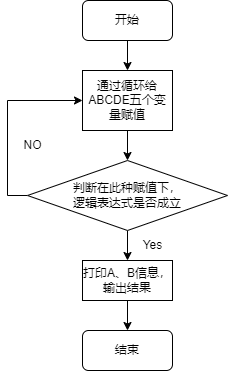 开始
通过循环给
ABCDE五个变
量赋值
NO
判断在此种赋值下，
逻辑表达式是否成立
Yes
打印A、B信息，
输出结果
结束